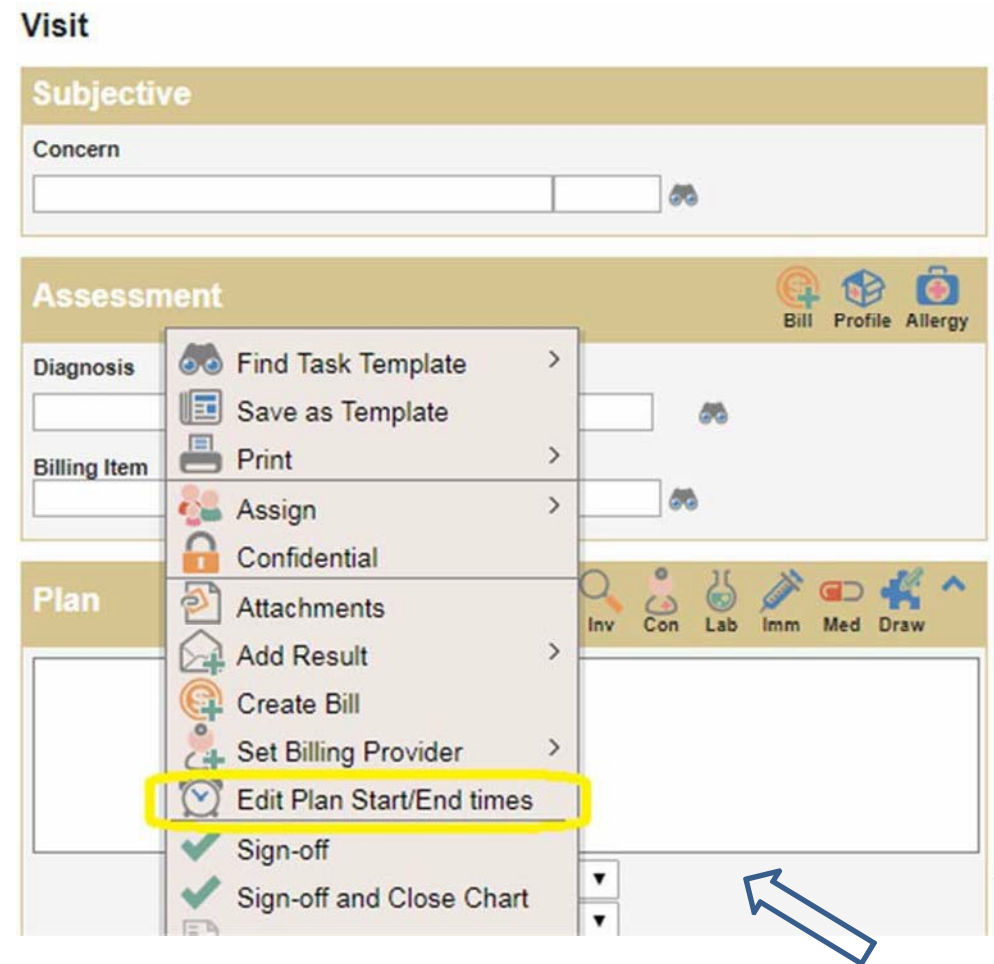 Visit
Subjective
Concern
Assessment
Bill Profile Allergy
Diagnosis
Billing Item
Find Task Template
Save as Template
Print
Assign
Confidential
Plan
Inv Con Lab Imm Med Draw
Attachments
Add Result
Create Bill
Set Billing Provider
Edit Plan Start/End times
Sign-off
Sign-off and Close Chart